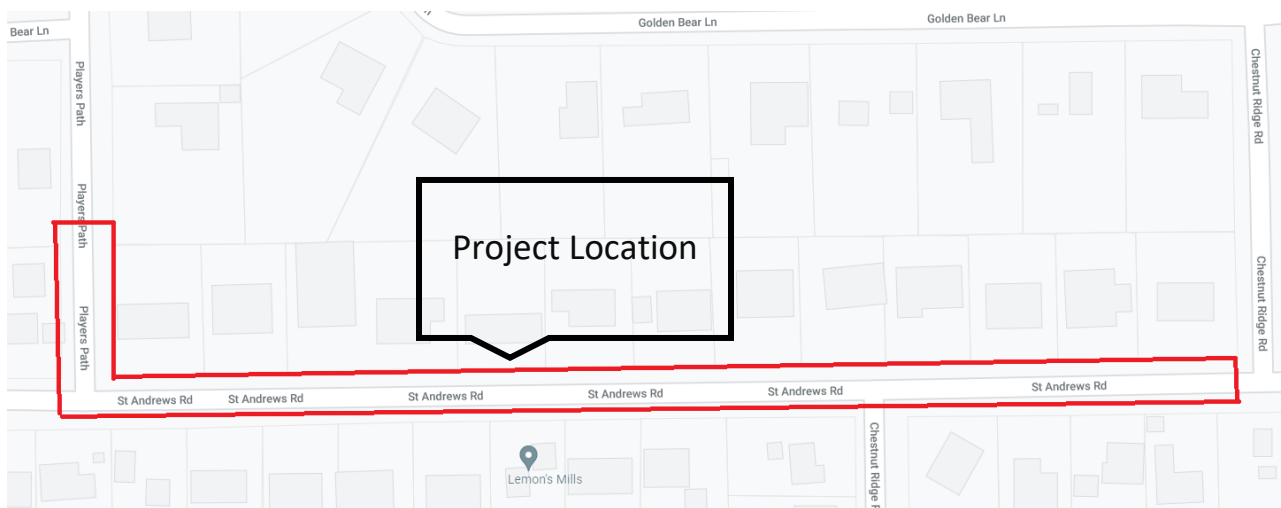 Bear Ln
Golden Bear Ln
Golden Bear Ln
Players Path
Chestnut Ridge Rd
Players Path
Project Location
Chestnut Ridge Rd
Players Path
St Andrews Rd
St Andrews Rd
St Andrews Rd
St Andrews Rd
St Andrews Rd
St Andrews Rd
Chestnut Ridge
Lemon's Mills